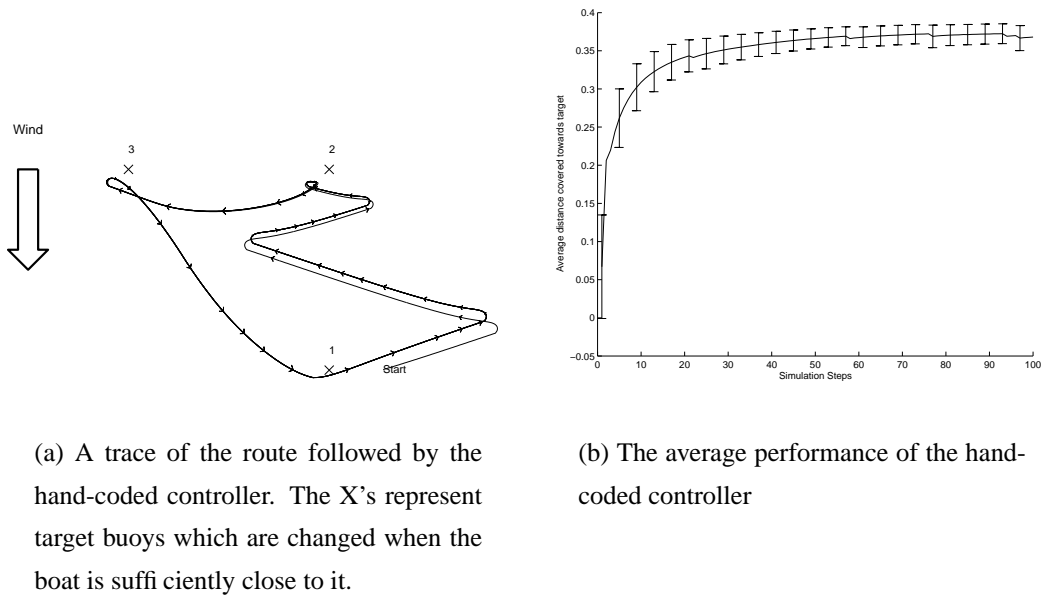 Wind
3
2
1
Start
0.4
0.35
0.3
0.25
0.2
0.15
0.1
0.05
0
−0.05
0 10 20 30 40 50 60 70 80 90 100
Simulation Steps
Average distance covered towards target
(a) A trace of the route followed by the
hand-coded controller. The X's represent
target buoys which are changed when the
boat is suffi ciently close to it.
(b) The average performance of the hand-
coded controller